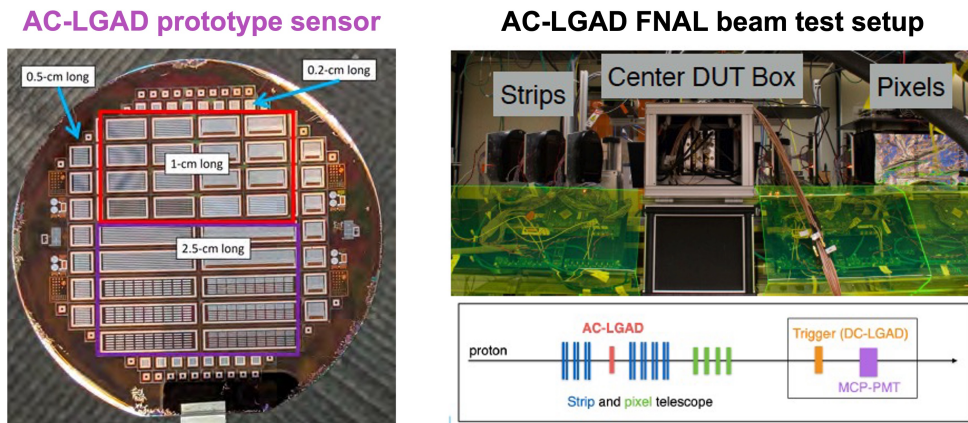 AC-LGAD prototype sensor
0.5-cm long
0.2-cm long
1-cm long
2.5-cm long
AC-LGAD FNAL beam test setup
Strips
Center DUT Box
Pixels
AC-LGAD
proton
Trigger (DC-LGAD)
MCP-PMT
Strip and pixel telescope